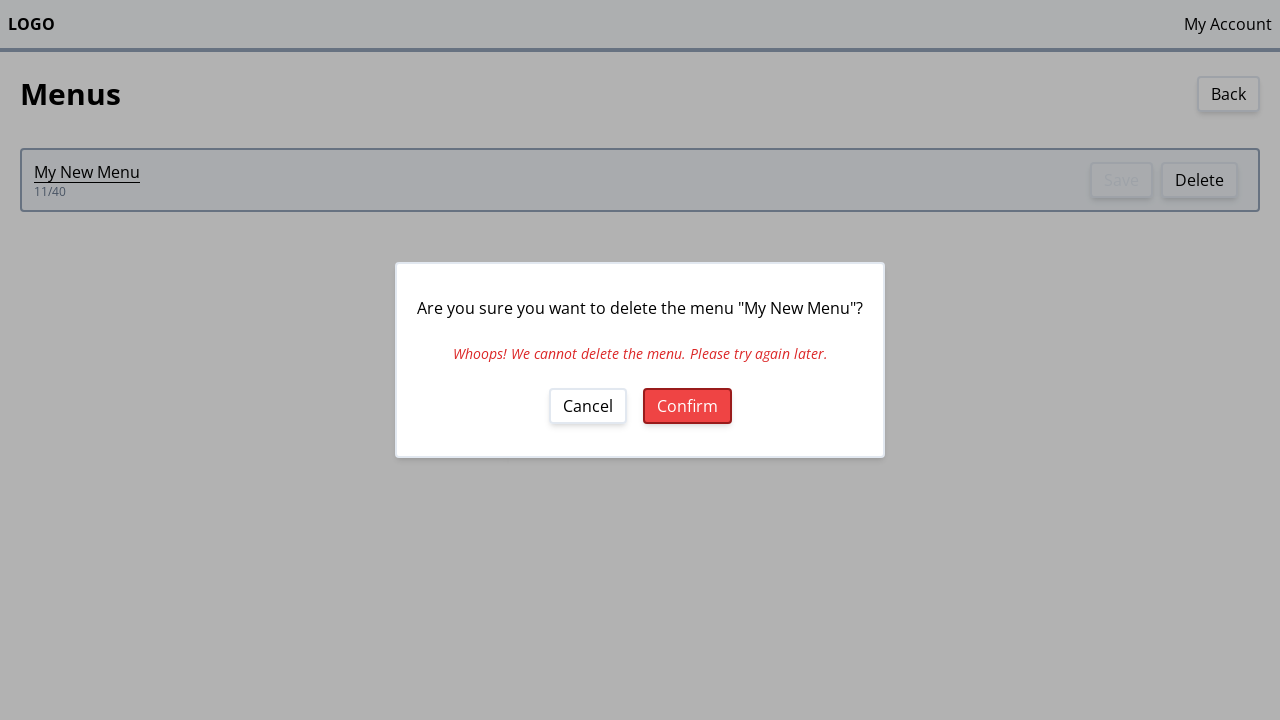 LOGO
My Account
Menus
Back
My New Menu
11/40
Save
Delete
Are you sure you want to delete the menu "My New Menu"?
Whoops! We cannot delete the menu. Please try again later.
Cancel
Confirm